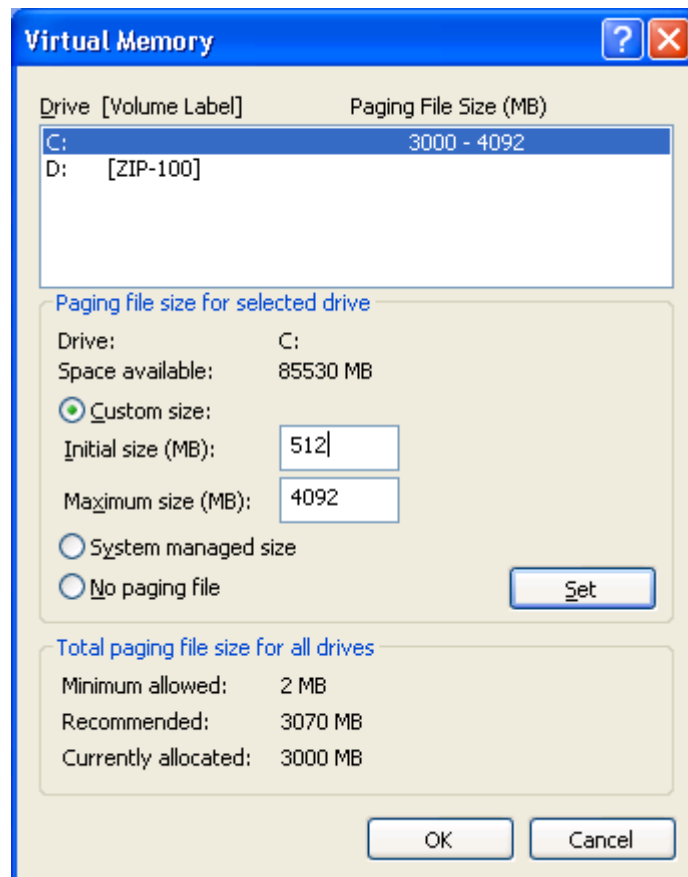 Virtual Memory
Drive [Volume Label] Paging File Size (MB)
C: 3000 - 4092
D: [ZIP-100]
Paging file size for selected drive
Drive: C:
Space available: 85530 MB
Custom size:
Initial size (MB): 512
Maximum size (MB): 4092
System managed size
No paging file Set
Total paging file size for all drives
Minimum allowed: 2 MB
Recommended: 3070 MB
Currently allocated: 3000 MB
OK Cancel